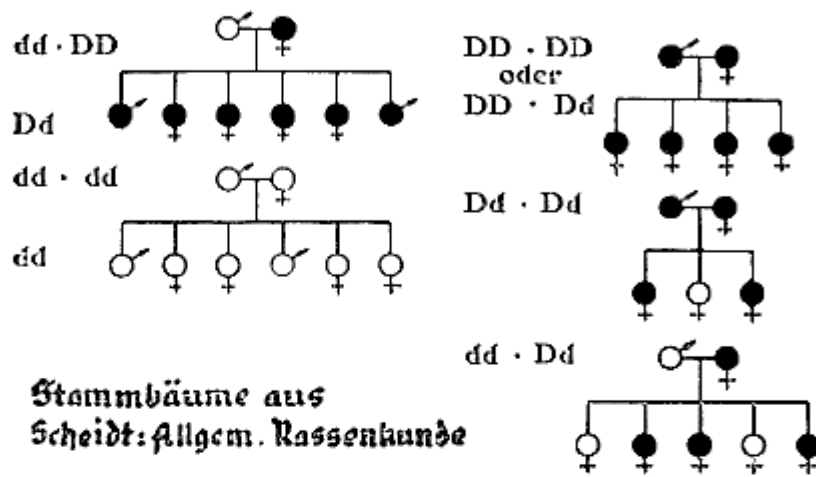 dd · DD
Dd
dd · dd
dd
DD · DD
oder
DD · Dd
Dd · Dd
dd · Dd
Stammbäume aus
Scheidt: Allgem. Rassenkunde